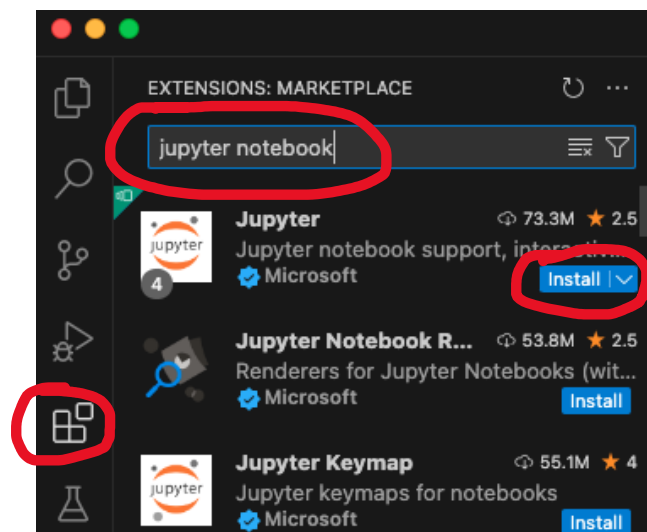 EXTENSIONS: MARKETPLACE
jupyter notebook
Jupyter 73.3M 2.5
jupyter
Jupyter notebook support, interactiv...
4
Microsoft
Install
Jupyter Notebook R... 53.8M 2.5
Renderers for Jupyter Notebooks (wit...
Microsoft
Install
Jupyter Keymap 55.1M 4
jupyter
Jupyter keymaps for notebooks
Microsoft
Install